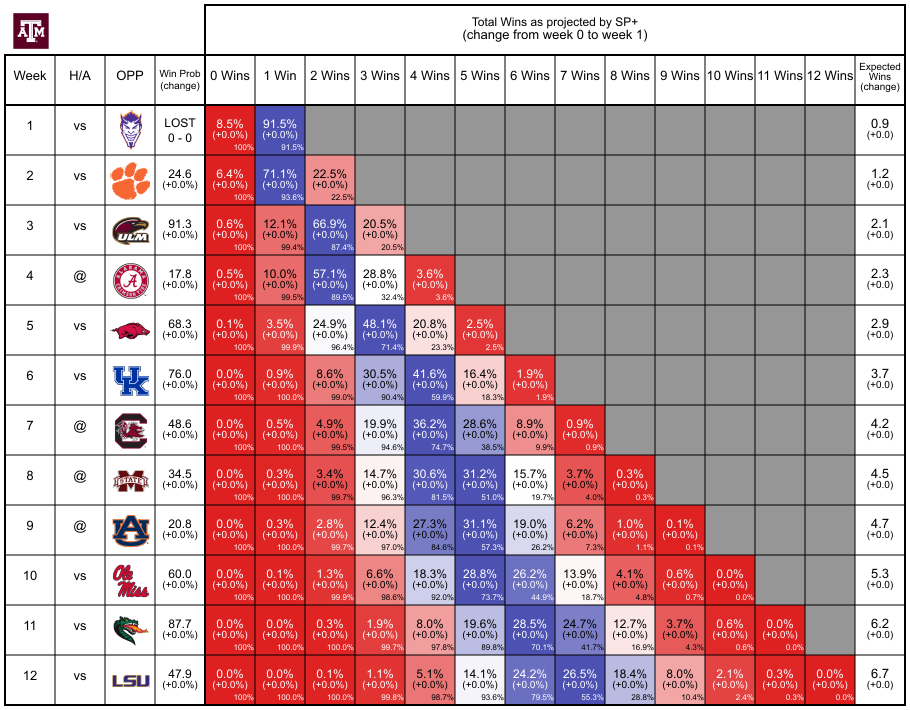 ATM
Total Wins as projected by SP+
(change from week 0 to week 1)
Week H/A OPP Win Prob (change) 0 Wins 1 Win 2 Wins 3 Wins 4 Wins 5 Wins 6 Wins 7 Wins 8 Wins 9 Wins 10 Wins 11 Wins 12 Wins Expected Wins (change)
1 vs LOST 8.5% 91.5% 0.9
0 - 0 (+0.0%) (+0.0%) (+0.0)
100% 91.5%
2 vs 24.6 6.4% 71.1% 22.5% 1.2
(+0.0%) (+0.0%) (+0.0%) (+0.0%) (+0.0)
100% 93.6% 22.5%
3 vs ULM 91.3 0.6% 12.1% 66.9% 20.5% 2.1
(+0.0%) (+0.0%) (+0.0%) (+0.0%) (+0.0%) (+0.0)
100% 99.4% 87.4% 20.5%
4 @ A 17.8 0.5% 10.0% 57.1% 28.8% 3.6% 2.3
(+0.0%) (+0.0%) (+0.0%) (+0.0%) (+0.0%) (+0.0%) (+0.0)
100% 99.5% 89.5% 32.4% 3.6%
5 vs 68.3 0.1% 3.5% 24.9% 48.1% 20.8% 2.5% 2.9
(+0.0%) (+0.0%) (+0.0%) (+0.0%) (+0.0%) (+0.0%) (+0.0%) (+0.0)
100% 99.9% 96.4% 71.4% 23.3% 2.5%
6 vs UK 76.0 0.0% 0.9% 8.6% 30.5% 41.6% 16.4% 1.9% 3.7
(+0.0%) (+0.0%) (+0.0%) (+0.0%) (+0.0%) (+0.0%) (+0.0%) (+0.0%) (+0.0)
100% 100.0% 99.0% 90.4% 59.9% 18.3% 1.9%
7 @ C 48.6 0.0% 0.5% 4.9% 19.9% 36.2% 28.6% 8.9% 0.9% 4.2
(+0.0%) (+0.0%) (+0.0%) (+0.0%) (+0.0%) (+0.0%) (+0.0%) (+0.0%) (+0.0%) (+0.0)
100% 100.0% 99.5% 94.6% 74.7% 38.5% 9.9% 0.9%
8 @ M STATE 34.5 0.0% 0.3% 3.4% 14.7% 30.6% 31.2% 15.7% 3.7% 0.3% 4.5
(+0.0%) (+0.0%) (+0.0%) (+0.0%) (+0.0%) (+0.0%) (+0.0%) (+0.0%) (+0.0%) (+0.0%) (+0.0)
100% 100.0% 99.7% 96.3% 81.5% 51.0% 19.7% 4.0% 0.3%
9 @ AU 20.8 0.0% 0.3% 2.8% 12.4% 27.3% 31.1% 19.0% 6.2% 1.0% 0.1% 4.7
(+0.0%) (+0.0%) (+0.0%) (+0.0%) (+0.0%) (+0.0%) (+0.0%) (+0.0%) (+0.0%) (+0.0%) (+0.0%) (+0.0)
100% 100.0% 99.7% 97.0% 84.6% 57.3% 26.2% 7.3% 1.1% 0.1%
10 vs Ole Miss 60.0 0.0% 0.1% 1.3% 6.6% 18.3% 28.8% 26.2% 13.9% 4.1% 0.6% 0.0% 5.3
(+0.0%) (+0.0%) (+0.0%) (+0.0%) (+0.0%) (+0.0%) (+0.0%) (+0.0%) (+0.0%) (+0.0%) (+0.0%) (+0.0%) (+0.0)
100% 100.0% 99.9% 98.6% 92.0% 73.7% 44.9% 18.7% 4.8% 0.7% 0.0%
11 vs 87.7 0.0% 0.0% 0.3% 1.9% 8.0% 19.6% 28.5% 24.7% 12.7% 3.7% 0.6% 0.0% 6.2
(+0.0%) (+0.0%) (+0.0%) (+0.0%) (+0.0%) (+0.0%) (+0.0%) (+0.0%) (+0.0%) (+0.0%) (+0.0%) (+0.0%) (+0.0%) (+0.0)
100% 100.0% 100.0% 99.7% 97.8% 89.8% 70.1% 41.7% 16.9% 4.3% 0.6% 0.0%
12 vs LSU 47.9 0.0% 0.0% 0.1% 1.1% 5.1% 14.1% 24.2% 26.5% 18.4% 8.0% 2.1% 0.3% 0.0% 6.7
(+0.0%) (+0.0%) (+0.0%) (+0.0%) (+0.0%) (+0.0%) (+0.0%) (+0.0%) (+0.0%) (+0.0%) (+0.0%) (+0.0%) (+0.0%) (+0.0%) (+0.0)
100% 100.0% 100.0% 99.8% 98.7% 93.6% 79.5% 55.3% 28.8% 10.4% 2.4% 0.3% 0.0%